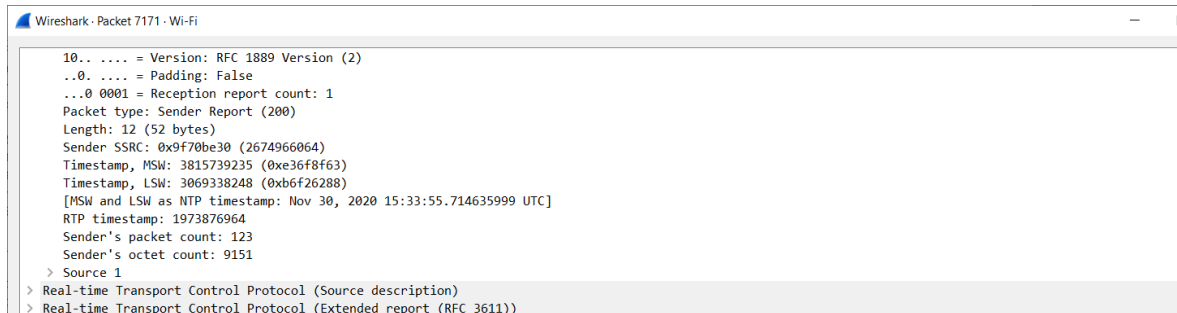 Wireshark · Packet 7171 · Wi-Fi
10.. .... = Version: RFC 1889 Version (2)
..0. .... = Padding: False
...0 0001 = Reception report count: 1
Packet type: Sender Report (200)
Length: 12 (52 bytes)
Sender SSRC: 0x9f70be30 (2674966064)
Timestamp, MSW: 3815739235 (0xe36f8f63)
Timestamp, LSW: 3069338248 (0xb6f26288)
[MSW and LSW as NTP timestamp: Nov 30, 2020 15:33:55.714635999 UTC]
RTP timestamp: 1973876964
Sender's packet count: 123
Sender's octet count: 9151
> Source 1
> Real-time Transport Control Protocol (Source description)
> Real-time Transport Control Protocol (Extended report (RFC 3611))